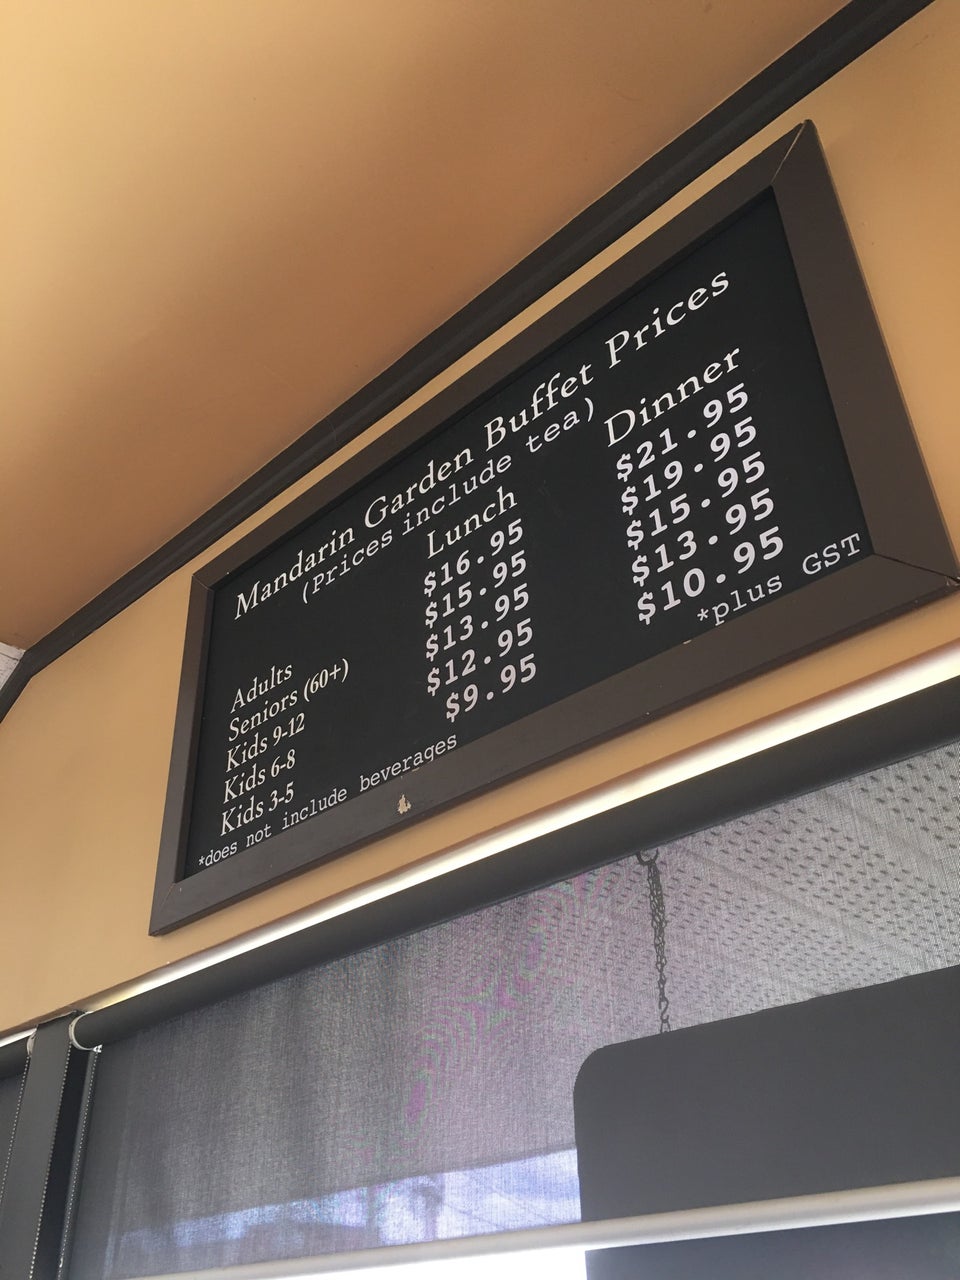 Mandarin Garden Buffet Prices
(Prices include tea)
Lunch Dinner
Adults $16.95 $21.95
Seniors (60+) $15.95 $19.95
Kids 9-12 $13.95 $15.95
Kids 6-8 $12.95 $13.95
Kids 3-5 $9.95 $10.95
*does not include beverages *plus GST